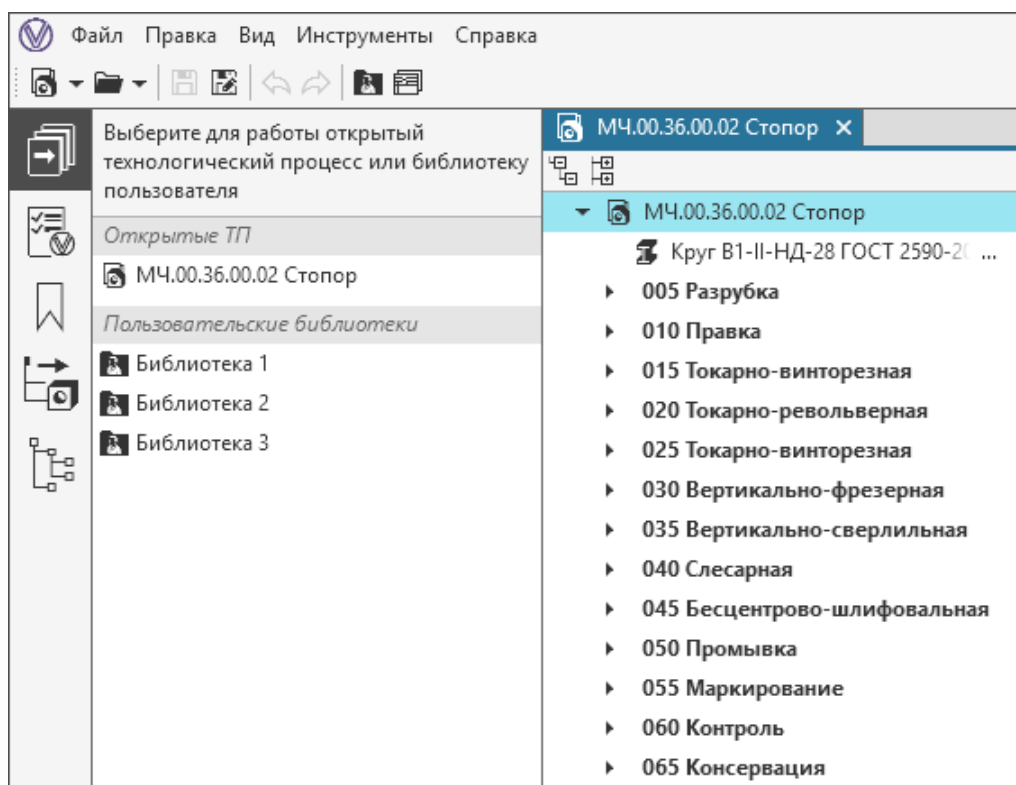 Файл Правка Вид Инструменты Справка
Выберите для работы открытый
технологический процесс или библиотеку
пользователя
Открытые ТП
МЧ.00.36.00.02 Стопор
Пользовательские библиотеки
Библиотека 1
Библиотека 2
Библиотека 3
МЧ.00.36.00.02 Стопор
МЧ.00.36.00.02 Стопор
Круг В1-II-НД-28 ГОСТ 2590-20 ...
005 Разрубка
010 Правка
015 Токарно-винторезная
020 Токарно-револьверная
025 Токарно-винторезная
030 Вертикально-фрезерная
035 Вертикально-сверлильная
040 Слесарная
045 Бесцентрово-шлифовальная
050 Промывка
055 Маркирование
060 Контроль
065 Консервация